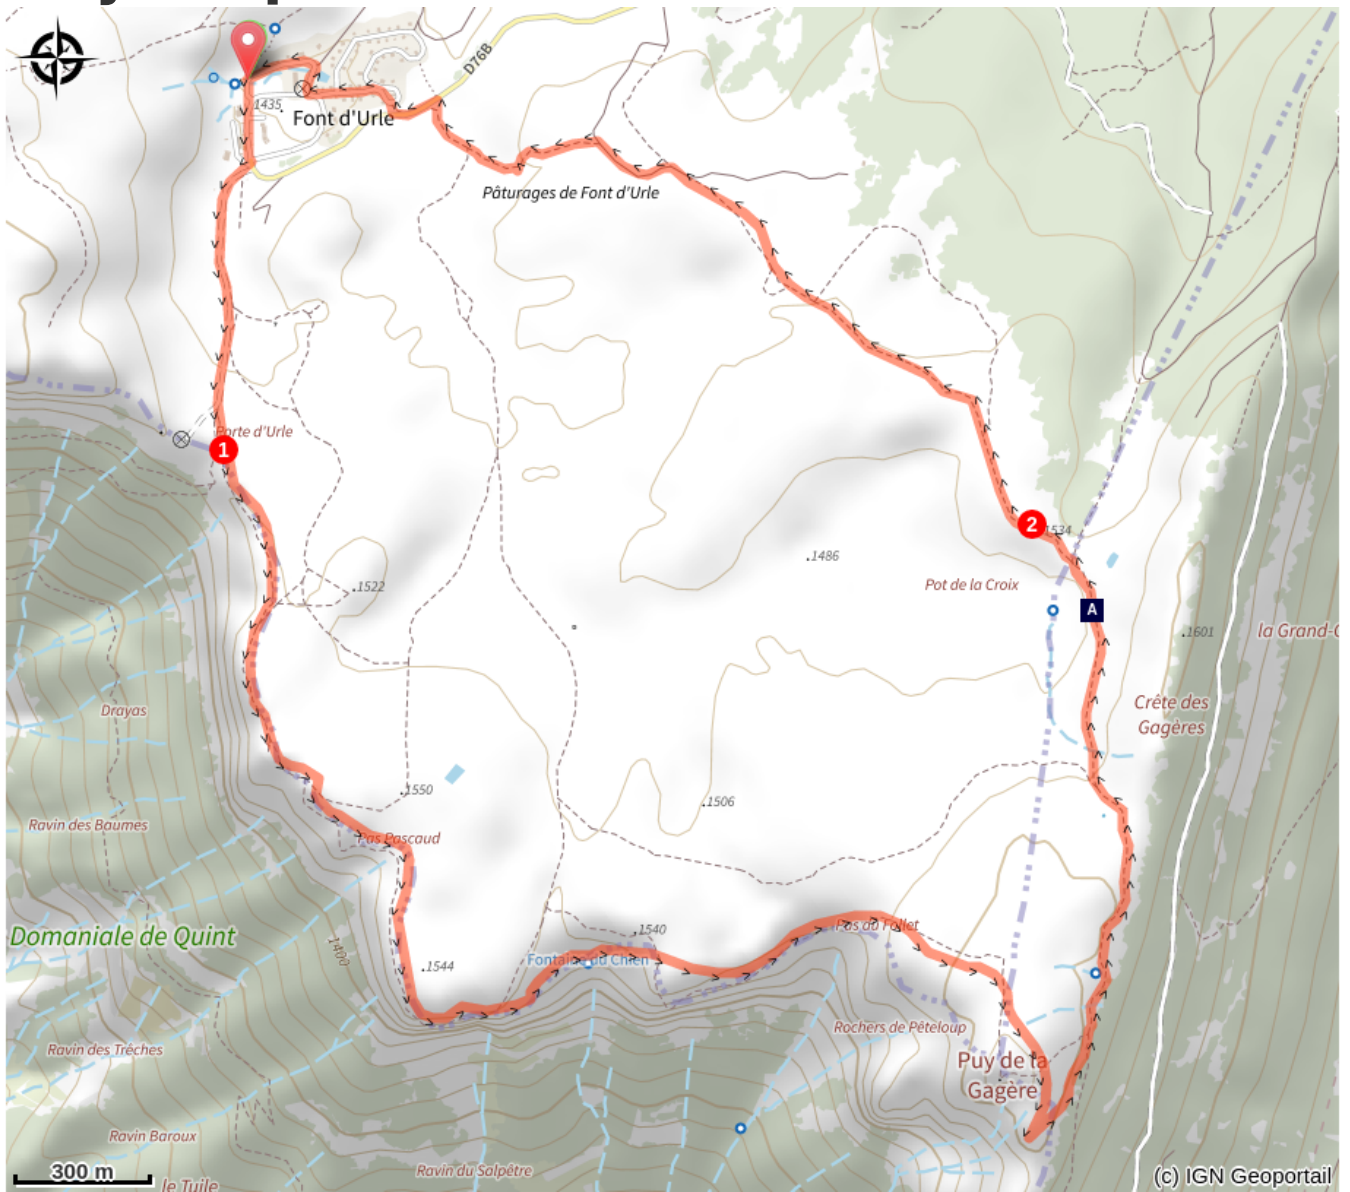 D76B
1435
Font d'Urle
Pâturages de Font d'Urle
Porte d'Urle
1
2
1534
.1486
Pot de la Croix
A
.1522
.1601
la Grand-
Drayas
Crête des
Gagères
.1550
.1506
Ravin des Baumes
Pas Pascaud
Domaniale de Quint
1400
.1540
Pas du Follet
Fontaine du Chien
.1544
Rochers de Pételoup
Ravin des Trêches
Puy de la
Gagère
Ravin Baroux
Ravin du Salpêtre
300 m
le Tuile
(c) IGN Geoportail